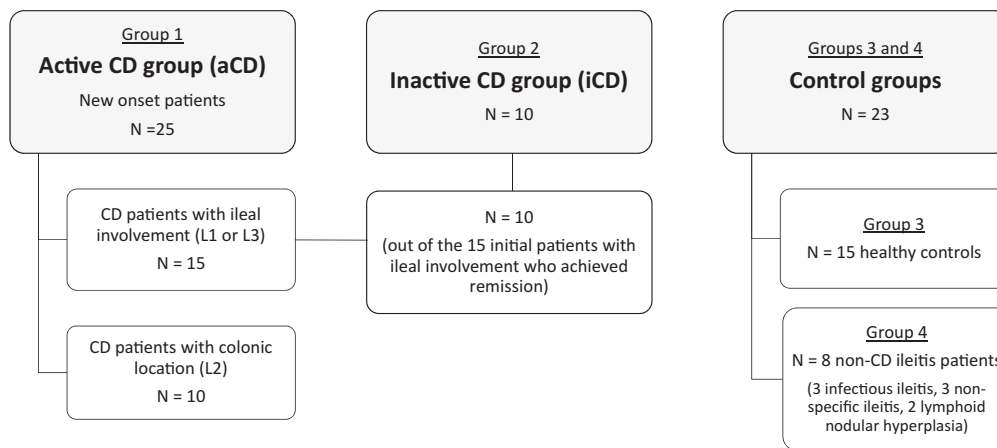 Group 1
Active CD group (aCD)
New onset patients
N =25
CD patients with ileal
involvement (L1 or L3)
N = 15
CD patients with colonic
location (L2)
N = 10
Group 2
Inactive CD group (iCD)
N = 10
N = 10
(out of the 15 initial patients with
ileal involvement who achieved
remission)
Groups 3 and 4
Control groups
N = 23
Group 3
N = 15 healthy controls
Group 4
N = 8 non-CD ileitis patients
(3 infectious ileitis, 3 non-
specific ileitis, 2 lymphoid
nodular hyperplasia)